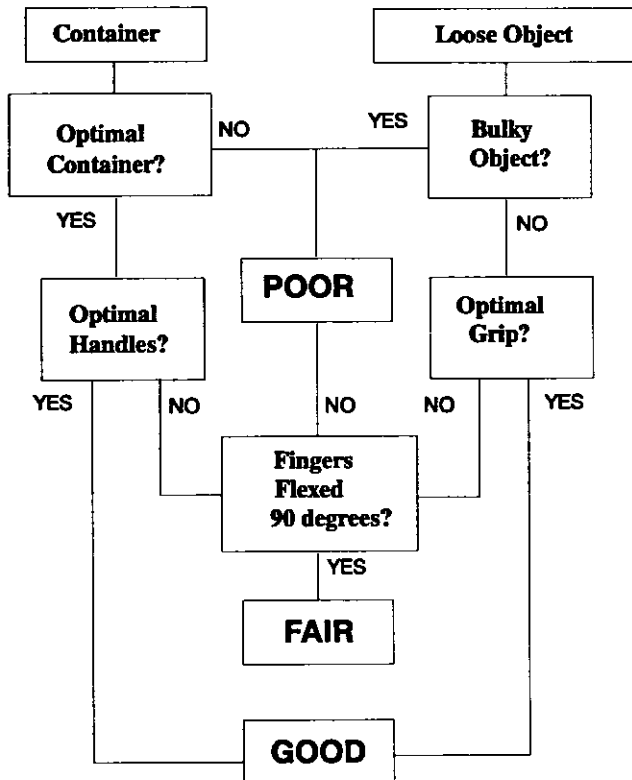 Container
Loose Object
Optimal
Container?
NO
YES
Bulky
Object?
YES
NO
POOR
Optimal
Handles?
Optimal
Grip?
YES
NO
NO
NO
YES
Fingers
Flexed
90 degrees?
YES
FAIR
GOOD